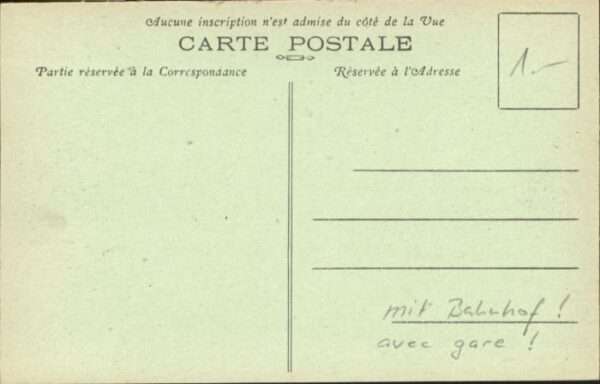 Aucune inscription n'est admise du côté de la Vue
CARTE POSTALE
Partie réservée à la Correspondance
Réservée à l'Adresse
1.–
mit Bahnhof !
avec gare !